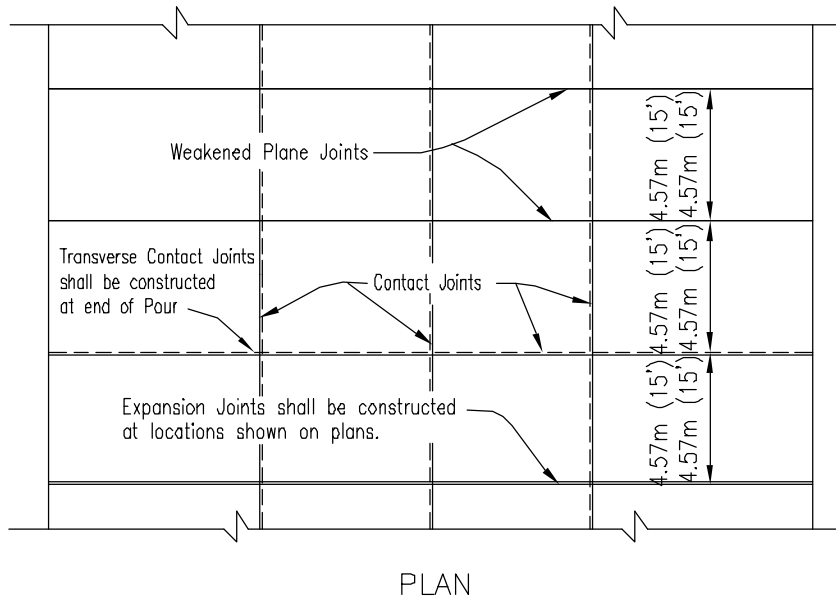 Weakened Plane Joints
4.57m (15')
4.57m (15')
Transverse Contact Joints
shall be constructed
at end of Pour
Contact Joints
4.57m (15')
4.57m (15')
Expansion Joints shall be constructed
at locations shown on plans.
4.57m (15')
4.57m (15')
PLAN